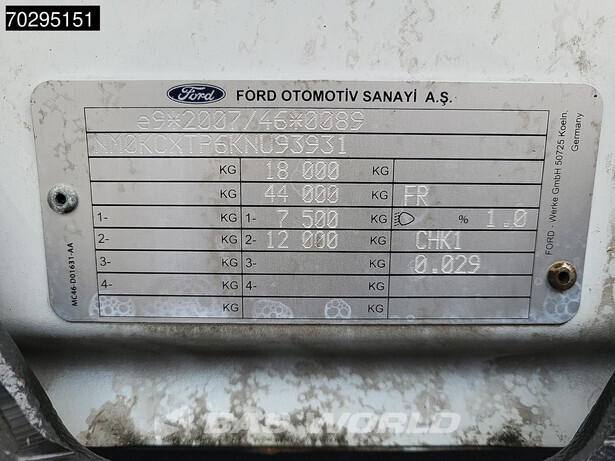 70295151
Ford FORD OTOMOTİV SANAYİ A.Ş.
e9*2007/46*0089
NM0KCXTP6KNU93931
KG 18 000 KG
KG 44 000 KG FR
1- KG 1- 7 500 KG % 1.0
2- KG 2- 12 000 KG CHK1
3- KG 3- KG 0.029
4- KG 4- KG
KG KG
MC46-D01631-AA
FORD - Werke GmbH 50725 Koeln.
Germany
BAS WORLD